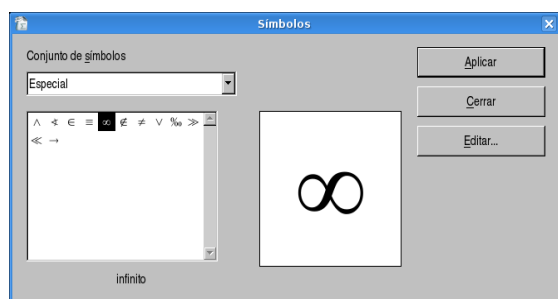 Símbolos
Conjunto de símbolos
Especial
∧ ∢ ∈ ≡ ∞ ∉ ≠ ∨ ‰ ≫
≪ →
infinito
∞
Aplicar
Cerrar
Editar...